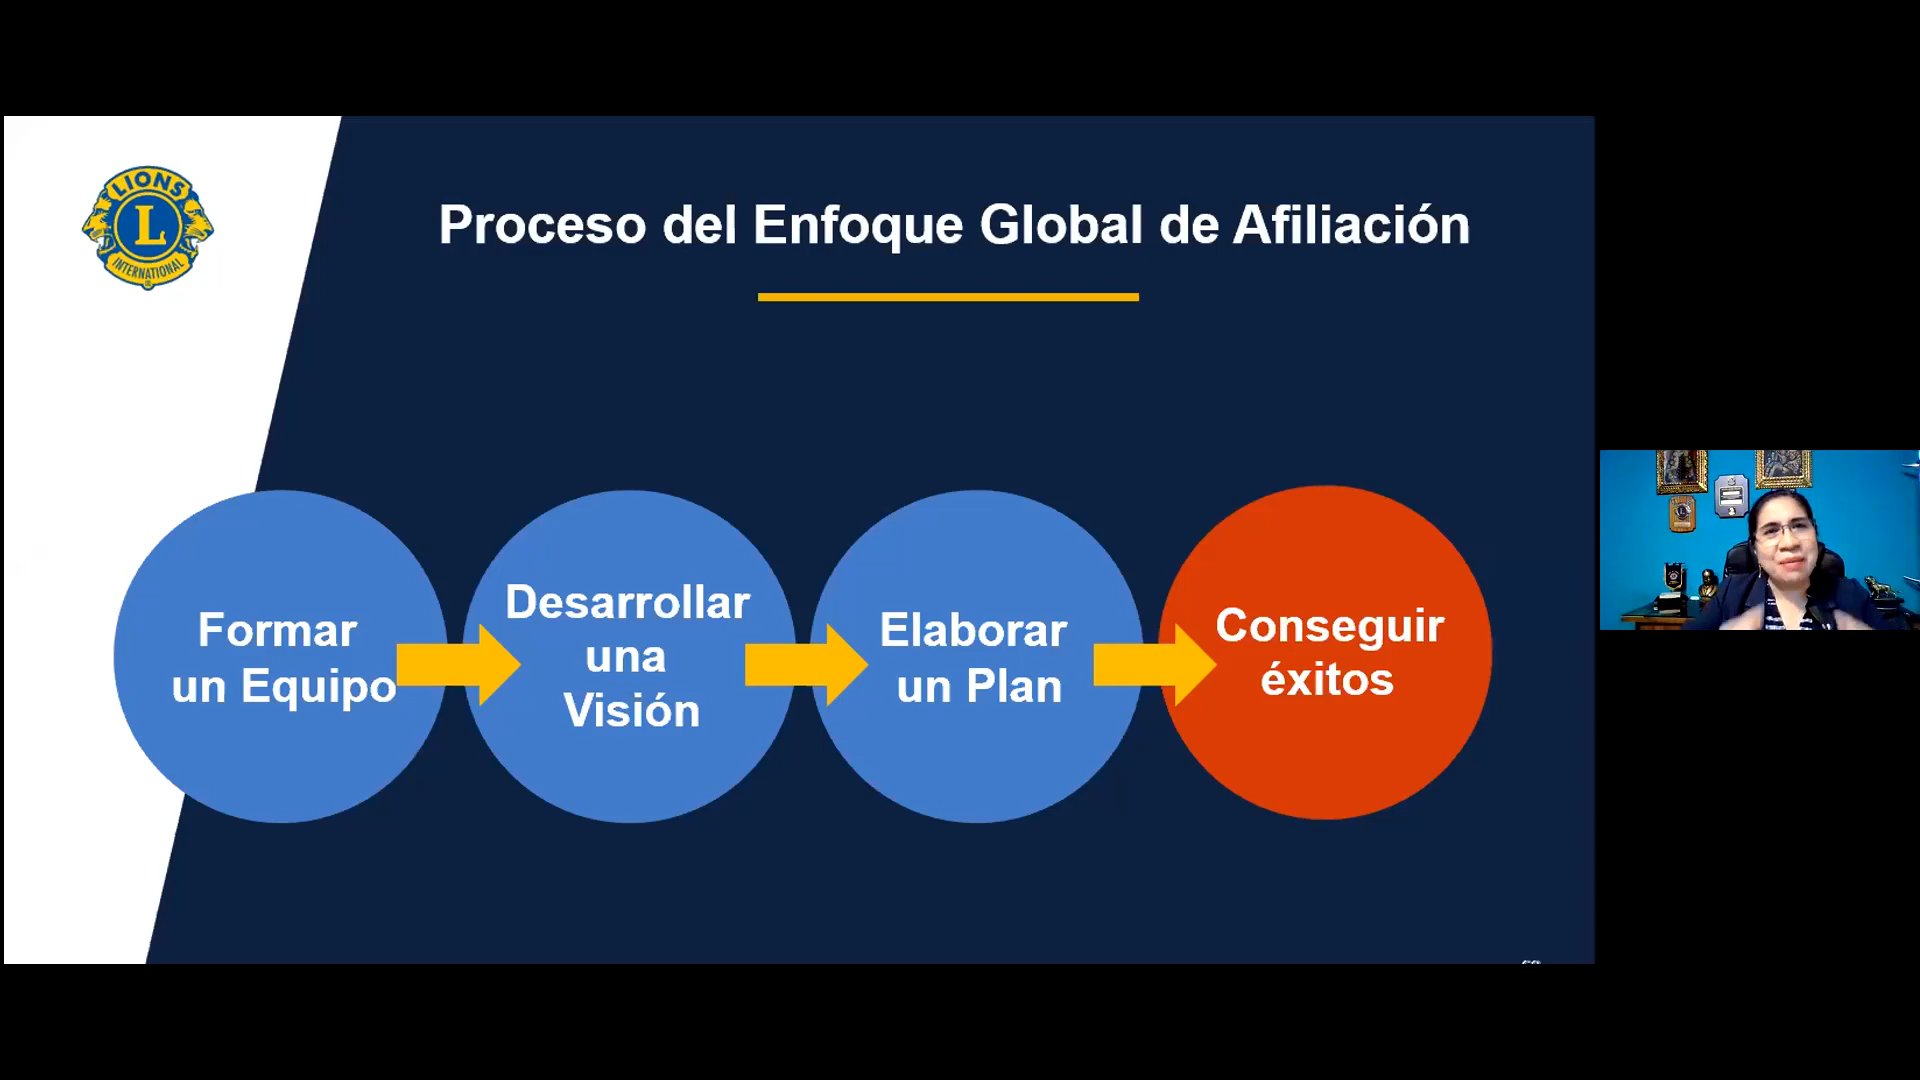 LIONS
L
INTERNATIONAL
Proceso del Enfoque Global de Afiliación
Formar
un Equipo
Desarrollar
una
Visión
Elaborar
un Plan
Conseguir
éxitos